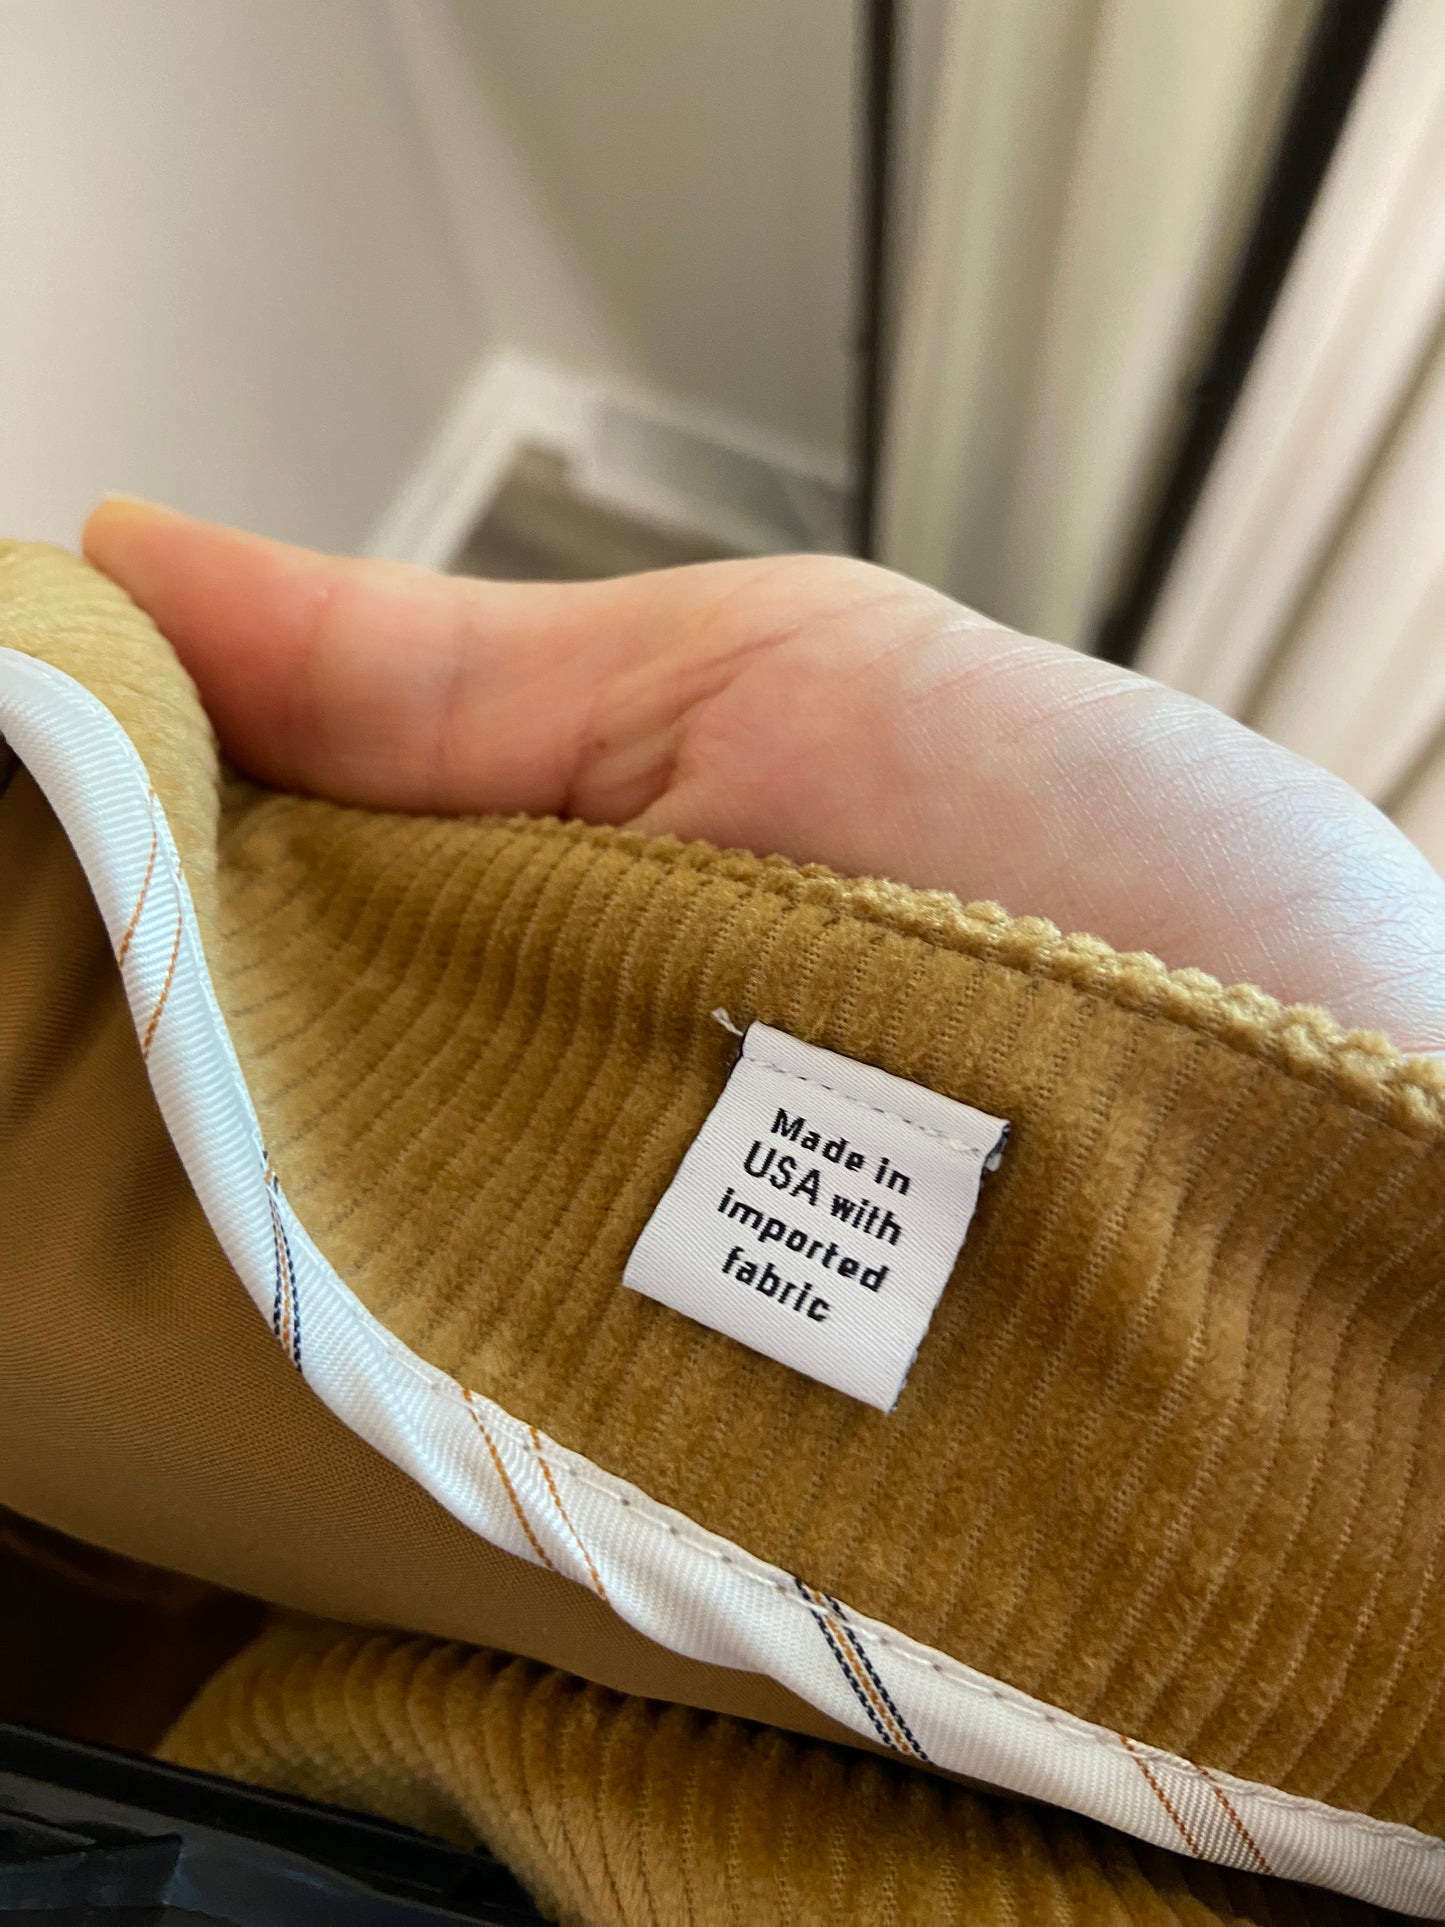 Made in
USA with
imported
fabric